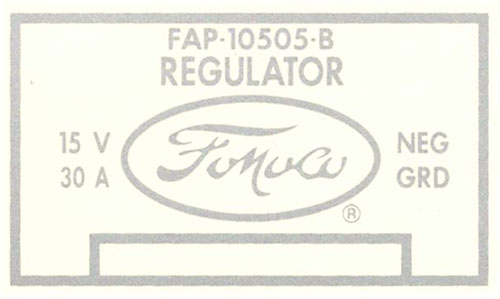 FAP-10505-B
REGULATOR
15 V
30 A
FoMoCo
®
NEG
GRD